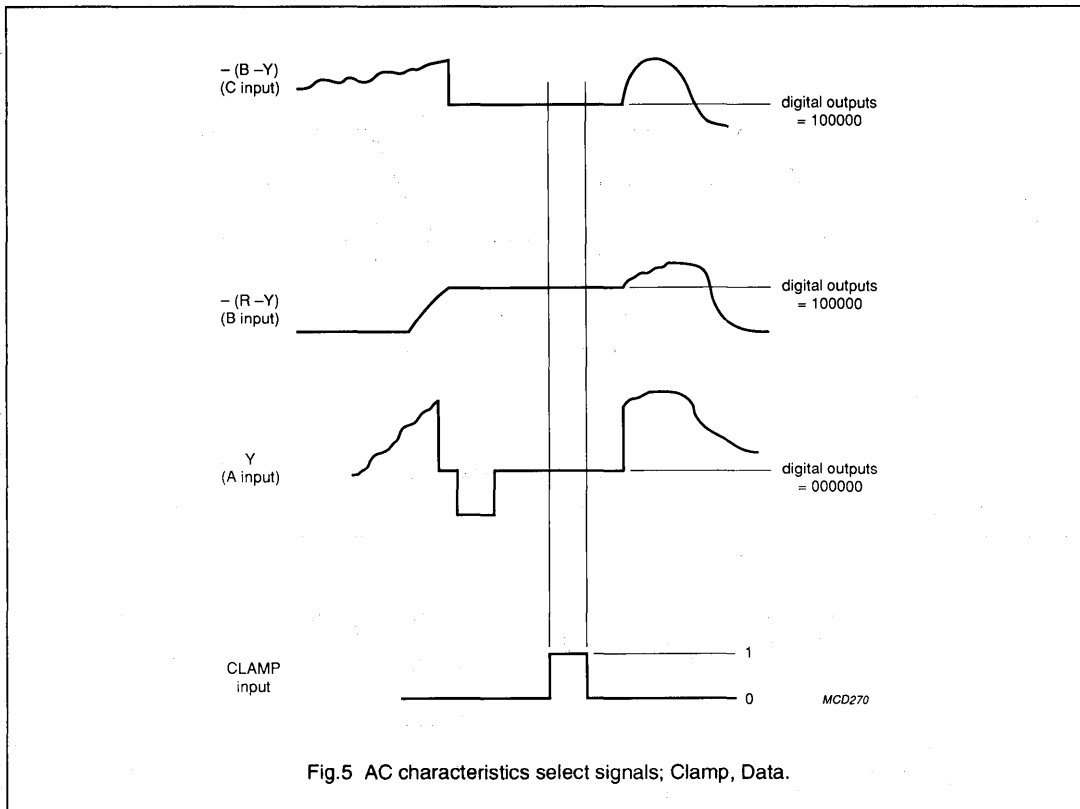 – (B –Y)
(C input)
digital outputs
= 100000
– (R –Y)
(B input)
digital outputs
= 100000
Y
(A input)
digital outputs
= 000000
CLAMP
input
1
0
MCD270
Fig.5 AC characteristics select signals; Clamp, Data.